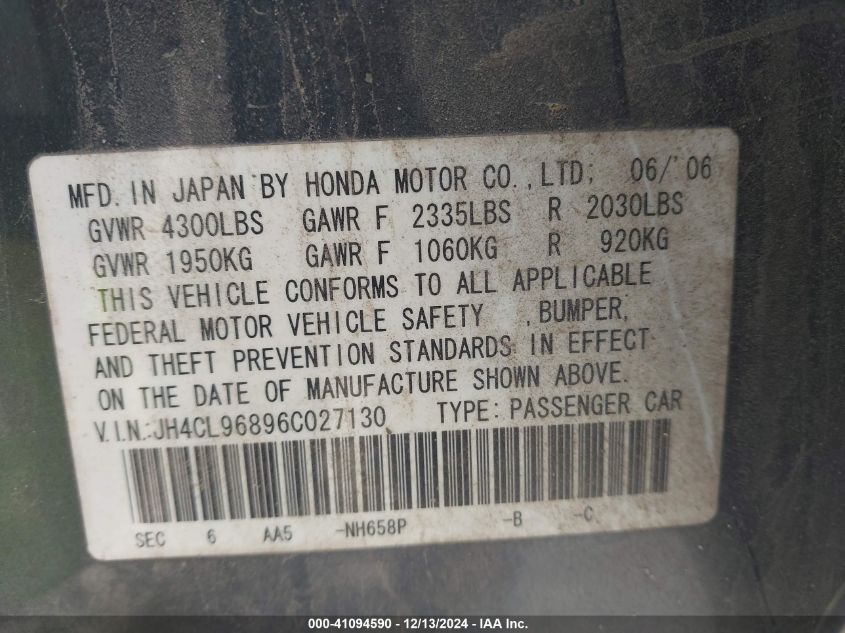 MFD. IN JAPAN BY HONDA MOTOR CO., LTD; 06/'06
GVWR 4300LBS GAWR F 2335LBS R 2030LBS
GVWR 1950KG GAWR F 1060KG R 920KG
THIS VEHICLE CONFORMS TO ALL APPLICABLE
FEDERAL MOTOR VEHICLE SAFETY , BUMPER,
AND THEFT PREVENTION STANDARDS IN EFFECT
ON THE DATE OF MANUFACTURE SHOWN ABOVE.
V.I.N.:JH4CL96896C027130 TYPE: PASSENGER CAR
SEC 6 AA5 -NH658P -B -C
000-41094590 - 12/13/2024 - IAA Inc.